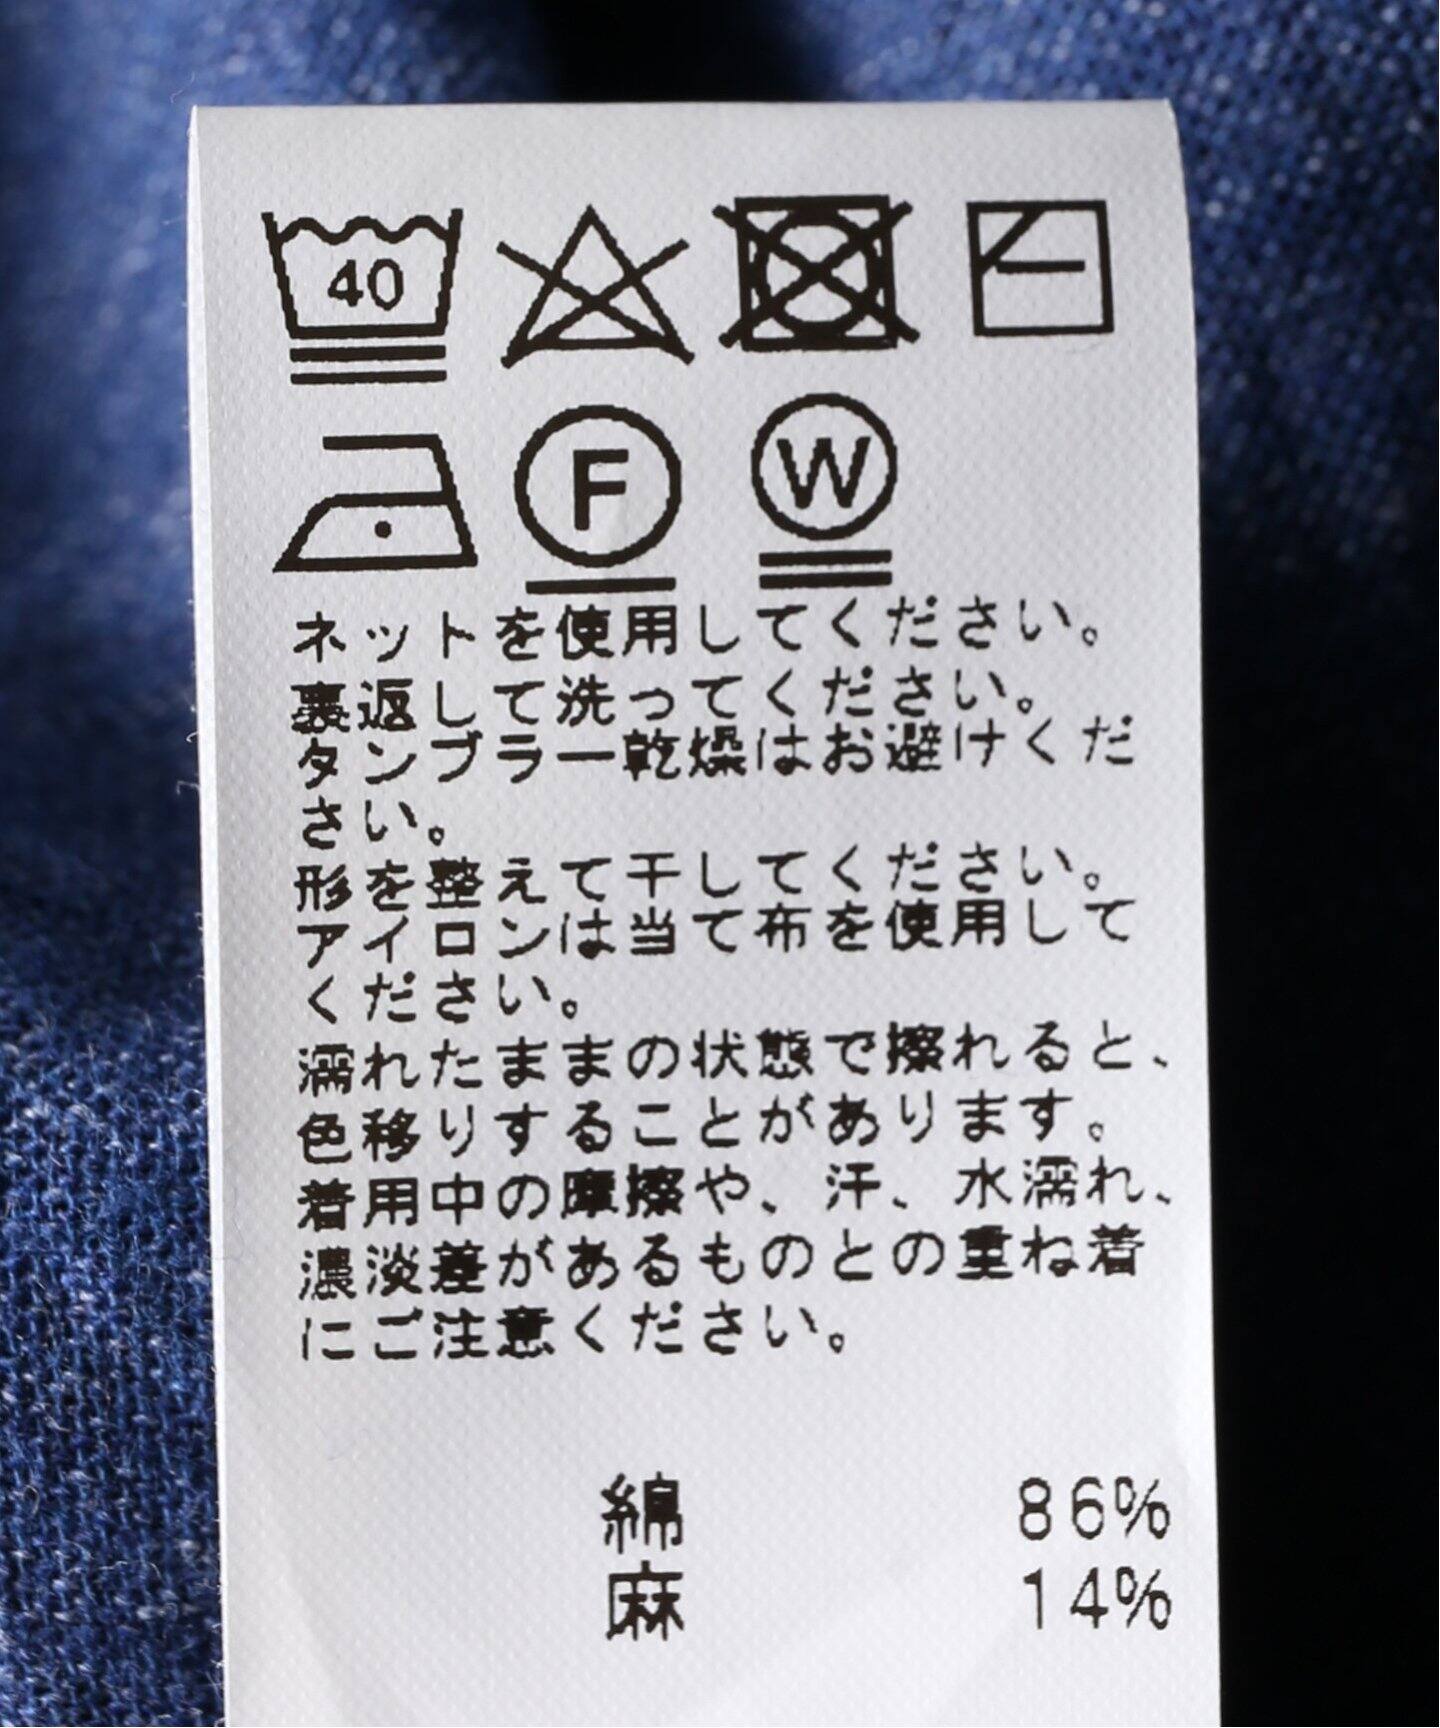 40
F W
ネットを使用してください。
裏返して洗ってください。
タンブラー乾燥はお避けくだ
さい。
形を整えて干してください。
アイロンは当て布を使用して
ください。
濡れたままの状態で擦れると、
色移りすることがあります。
着用中の摩擦や、汗、水濡れ、
濃淡差があるものとの重ね着
にご注意ください。
綿 86%
麻 14%